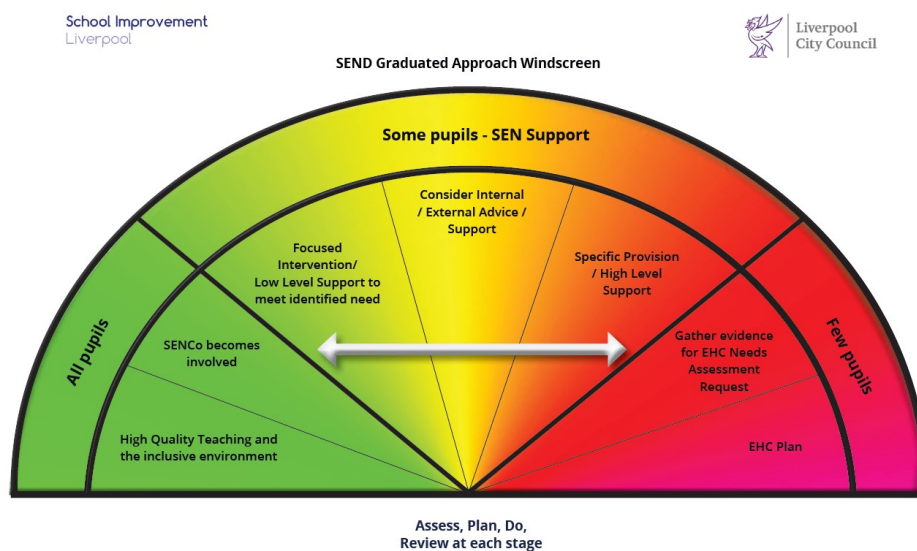 School Improvement
Liverpool
Liverpool
City Council
SEND Graduated Approach Windscreen
Some pupils - SEN Support
Consider Internal
/ External Advice /
Support
Focused
Intervention/
Low Level Support to
meet identified need
Specific Provision
/ High Level
Support
All pupils
SENCo becomes
involved
Gather evidence
for EHC Needs
Assessment
Request
Few pupils
High Quality Teaching and
the inclusive environment
EHC Plan
Assess, Plan, Do,
Review at each stage